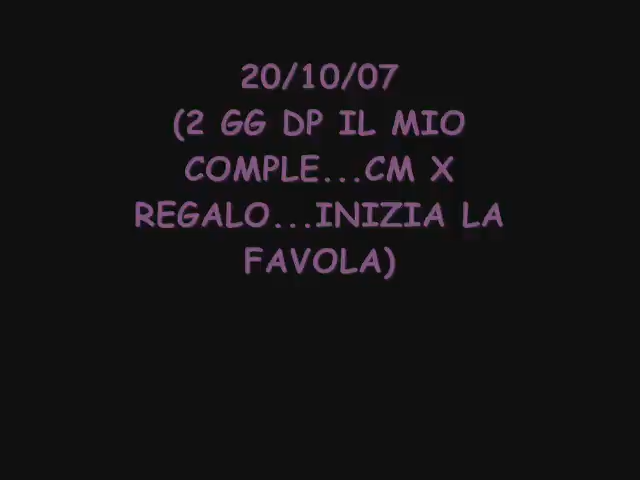 20/10/07
(2 GG DP IL MIO
COMPLE...CM X
REGALO...INIZIA LA
FAVOLA)